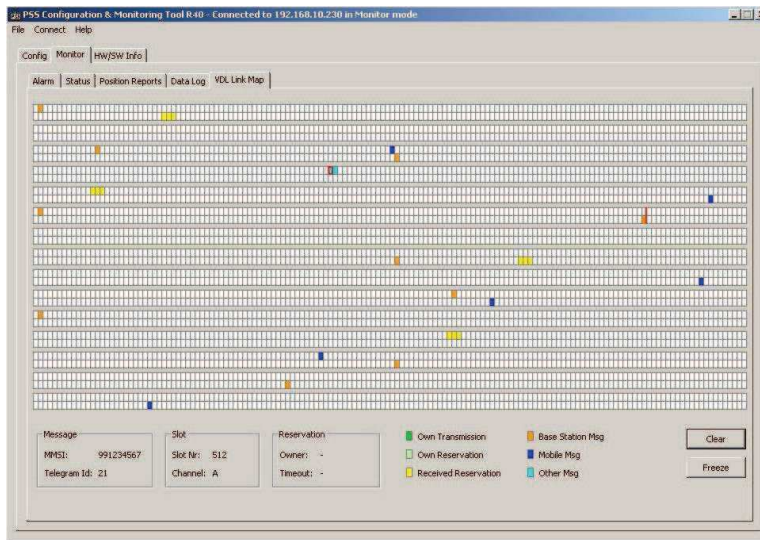 PSS Configuration & Monitoring Tool R40 - Connected to 192.168.10.230 in Monitor mode
File Connect Help
Config Monitor HW/SW Info
Alarm Status Position Reports Data Log VDL Link Map
Message
MMSI: 991234567
Telegram Id: 21
Slot
Slot Nr: 512
Channel: A
Reservation
Owner: -
Timeout: -
Own Transmission
Own Reservation
Received Reservation
Base Station Msg
Mobile Msg
Other Msg
Clear
Freeze